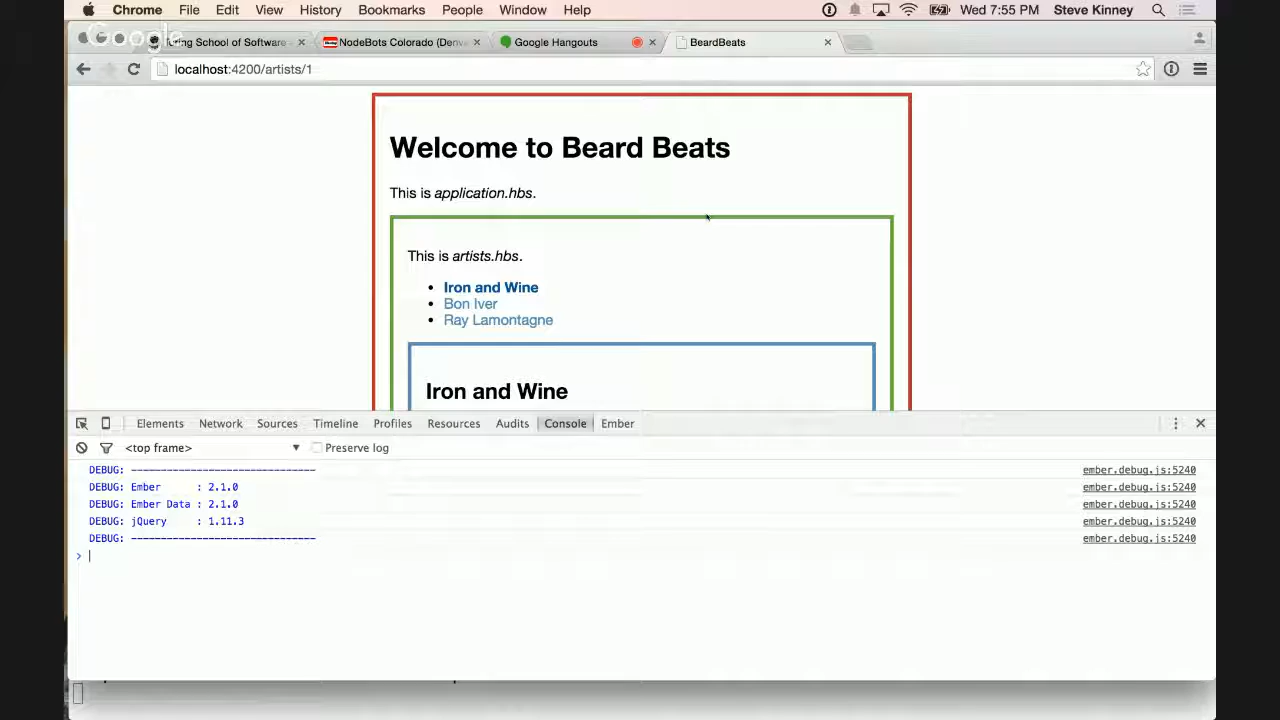 Chrome File Edit View History Bookmarks People Window Help Wed 7:55 PM Steve Kinney
Google
School of Software NodeBots Colorado (Denv Google Hangouts BeardBeats
localhost:4200/artists/1
Welcome to Beard Beats
This is application.hbs.
This is artists.hbs.
• Iron and Wine
• Bon Iver
• Ray Lamontagne
Iron and Wine
Elements Network Sources Timeline Profiles Resources Audits Console Ember
<top frame> Preserve log
DEBUG: ------------------------------- ember.debug.js:5240
DEBUG: Ember : 2.1.0 ember.debug.js:5240
DEBUG: Ember Data : 2.1.0 ember.debug.js:5240
DEBUG: jQuery : 1.11.3 ember.debug.js:5240
DEBUG: ------------------------------- ember.debug.js:5240
>